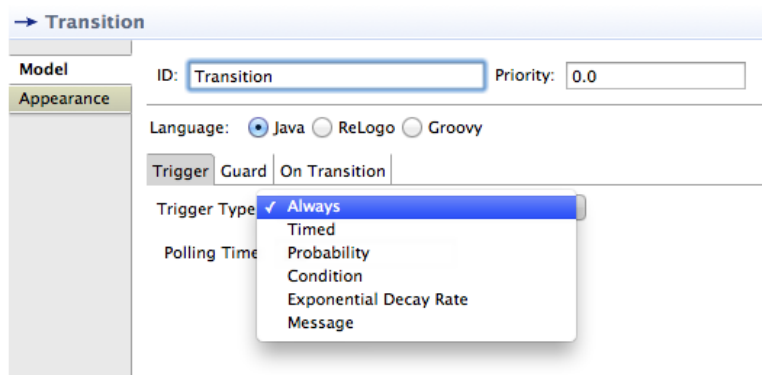 → Transition
Model
Appearance
ID: Transition Priority: 0.0
Language: Java ReLogo Groovy
Trigger Guard On Transition
Trigger Type ✓ Always
Timed
Polling Time Probability
Condition
Exponential Decay Rate
Message